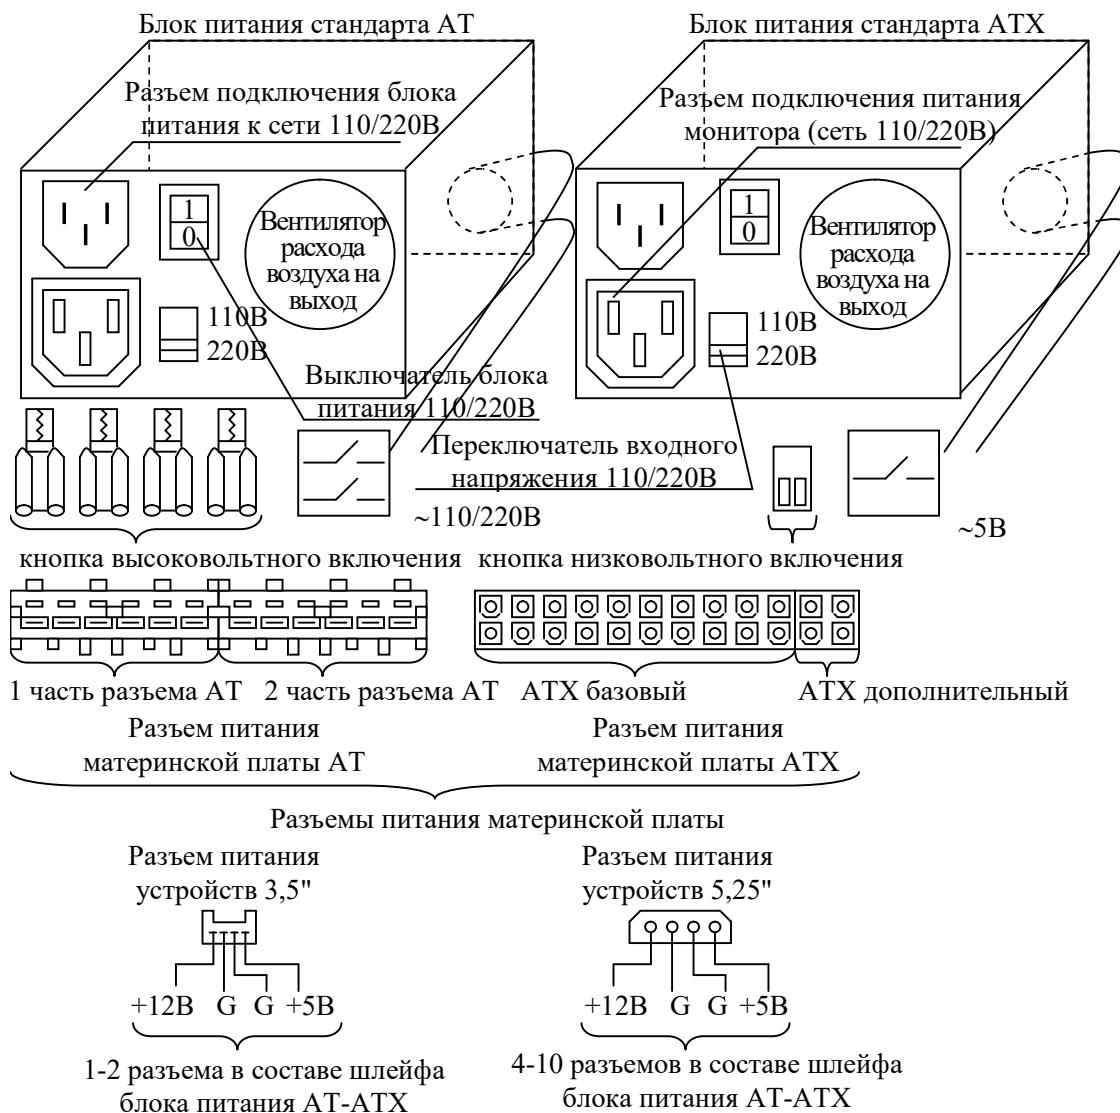 Блок питания стандарта АТ
Блок питания стандарта АТХ
Разъем подключения блока
питания к сети 110/220В
Разъем подключения питания
монитора (сеть 110/220В)
1
0
Вентилятор
расхода
воздуха на
выход
110В
220В
1
0
Вентилятор
расхода
воздуха на
выход
110В
220В
Выключатель блока
питания 110/220В
Переключатель входного
напряжения 110/220В
~110/220В
~5В
кнопка высоковольтного включения
кнопка низковольтного включения
1 часть разъема АТ
2 часть разъема АТ
АТХ базовый
АТХ дополнительный
Разъем питания
материнской платы АТ
Разъем питания
материнской платы АТХ
Разъемы питания материнской платы
Разъем питания
устройств 3,5"
Разъем питания
устройств 5,25"
+12В G G +5В
+12В G G +5В
1-2 разъема в составе шлейфа
блока питания АТ-АТХ
4-10 разъемов в составе шлейфа
блока питания АТ-АТХ